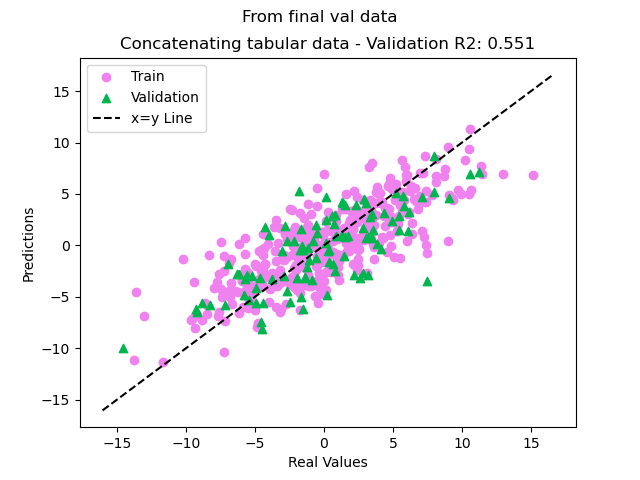 From final val data
Concatenating tabular data - Validation R2: 0.551
Train
Validation
x=y Line
15
10
5
0
−5
−10
−15
Predictions
−15
−10
−5
0
5
10
15
Real Values